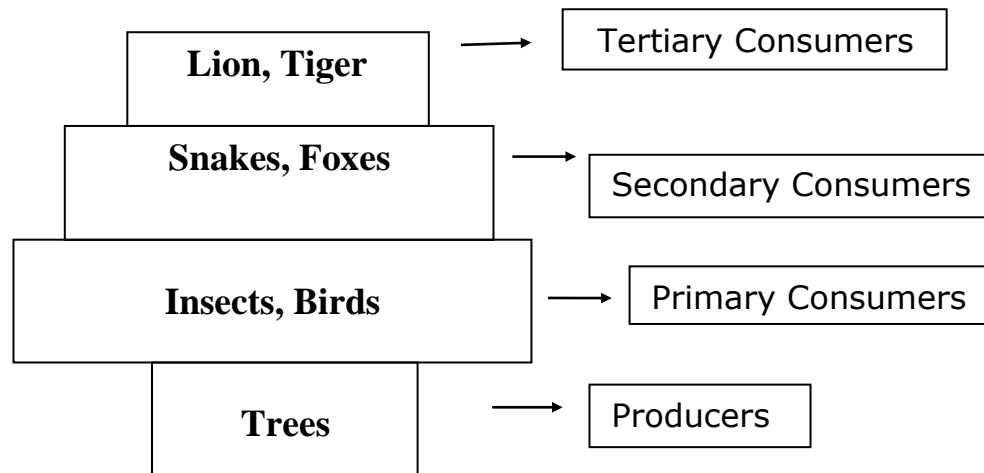 Lion, Tiger
Tertiary Consumers
Snakes, Foxes
Secondary Consumers
Insects, Birds
Primary Consumers
Trees
Producers